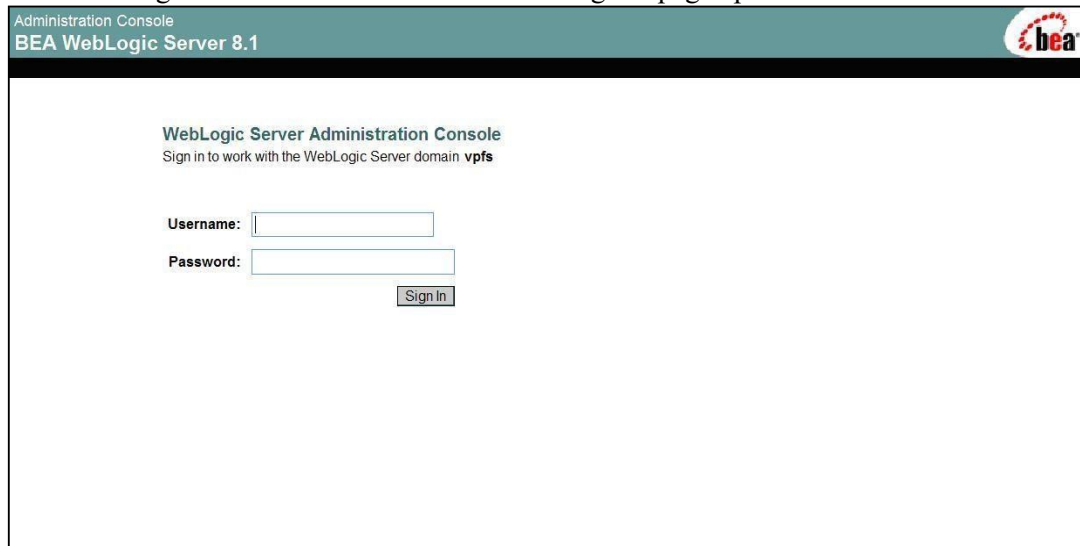 Administration Console
BEA WebLogic Server 8.1
bea
WebLogic Server Administration Console
Sign in to work with the WebLogic Server domain vpfs
Username:
Password:
Sign In